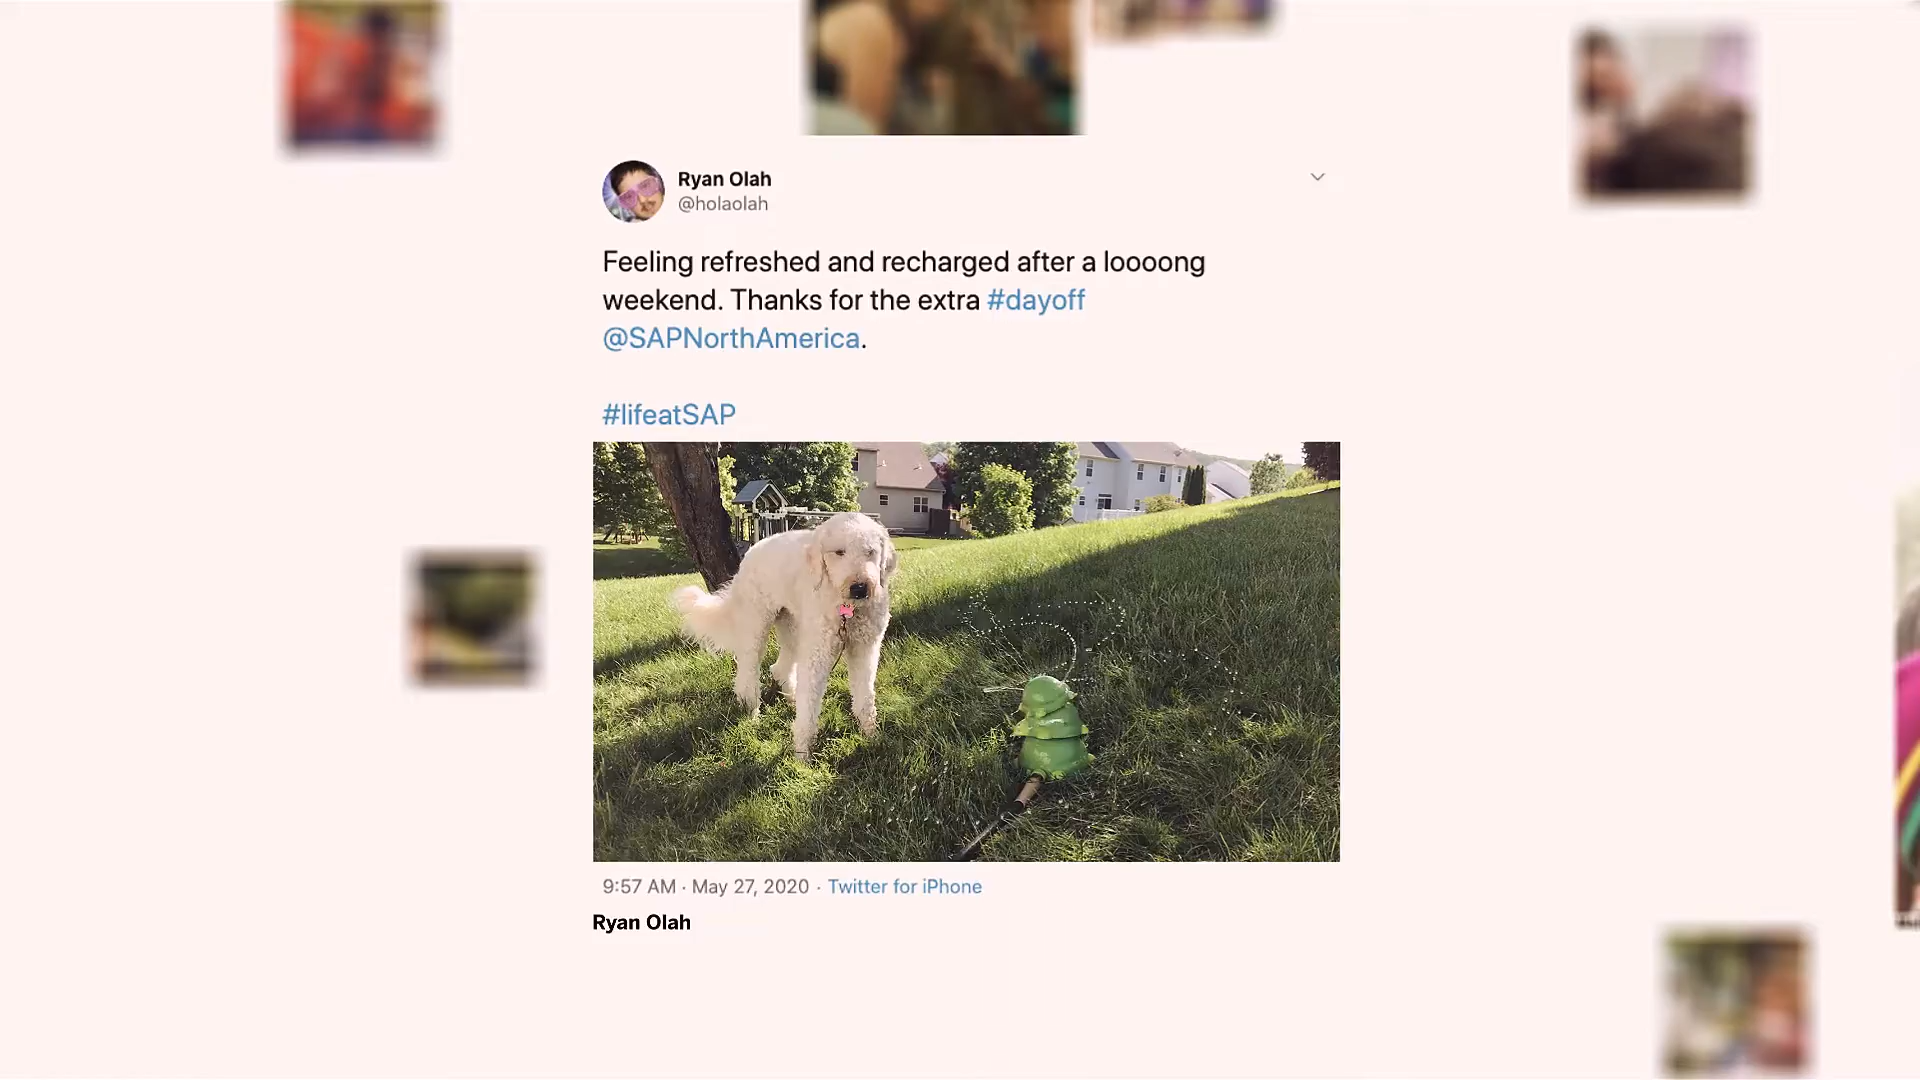 Ryan Olah
@holaolah
Feeling refreshed and recharged after a loooong
weekend. Thanks for the extra #dayoff
@SAPNorthAmerica.
#lifeatSAP
9:57 AM · May 27, 2020 · Twitter for iPhone
Ryan Olah